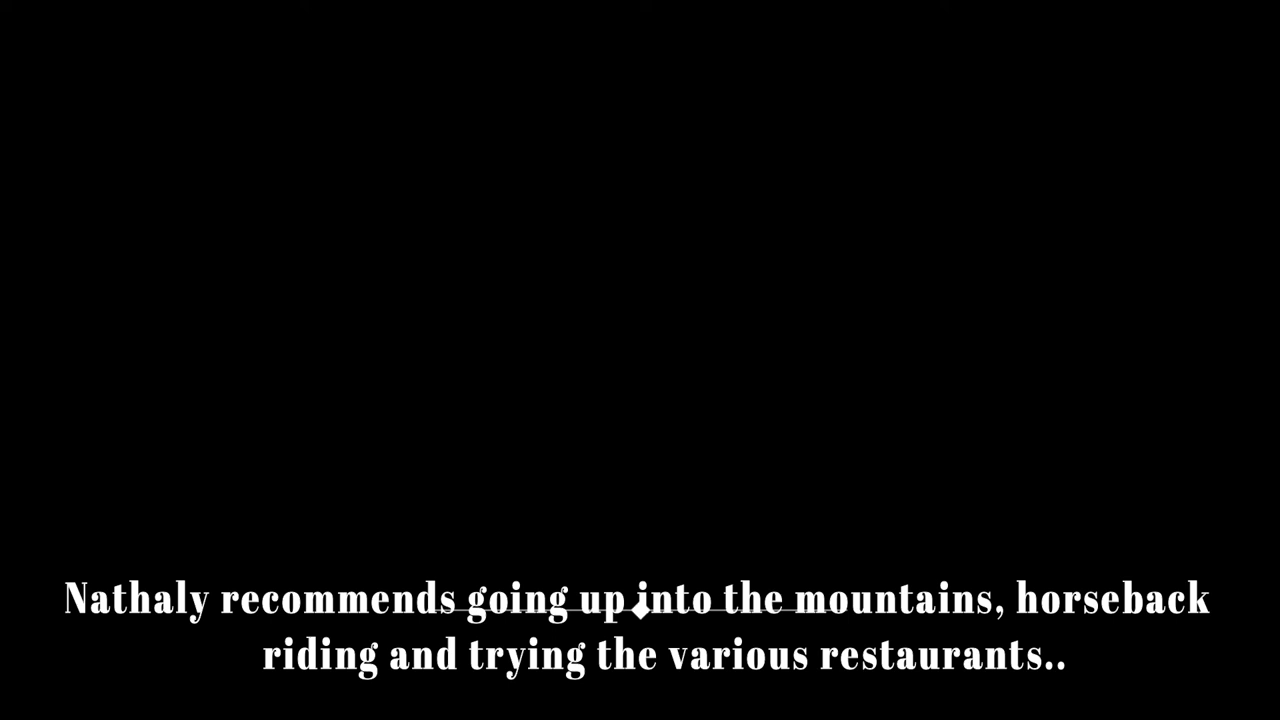 Nathaly recommends going up into the mountains, horseback
riding and trying the various restaurants..